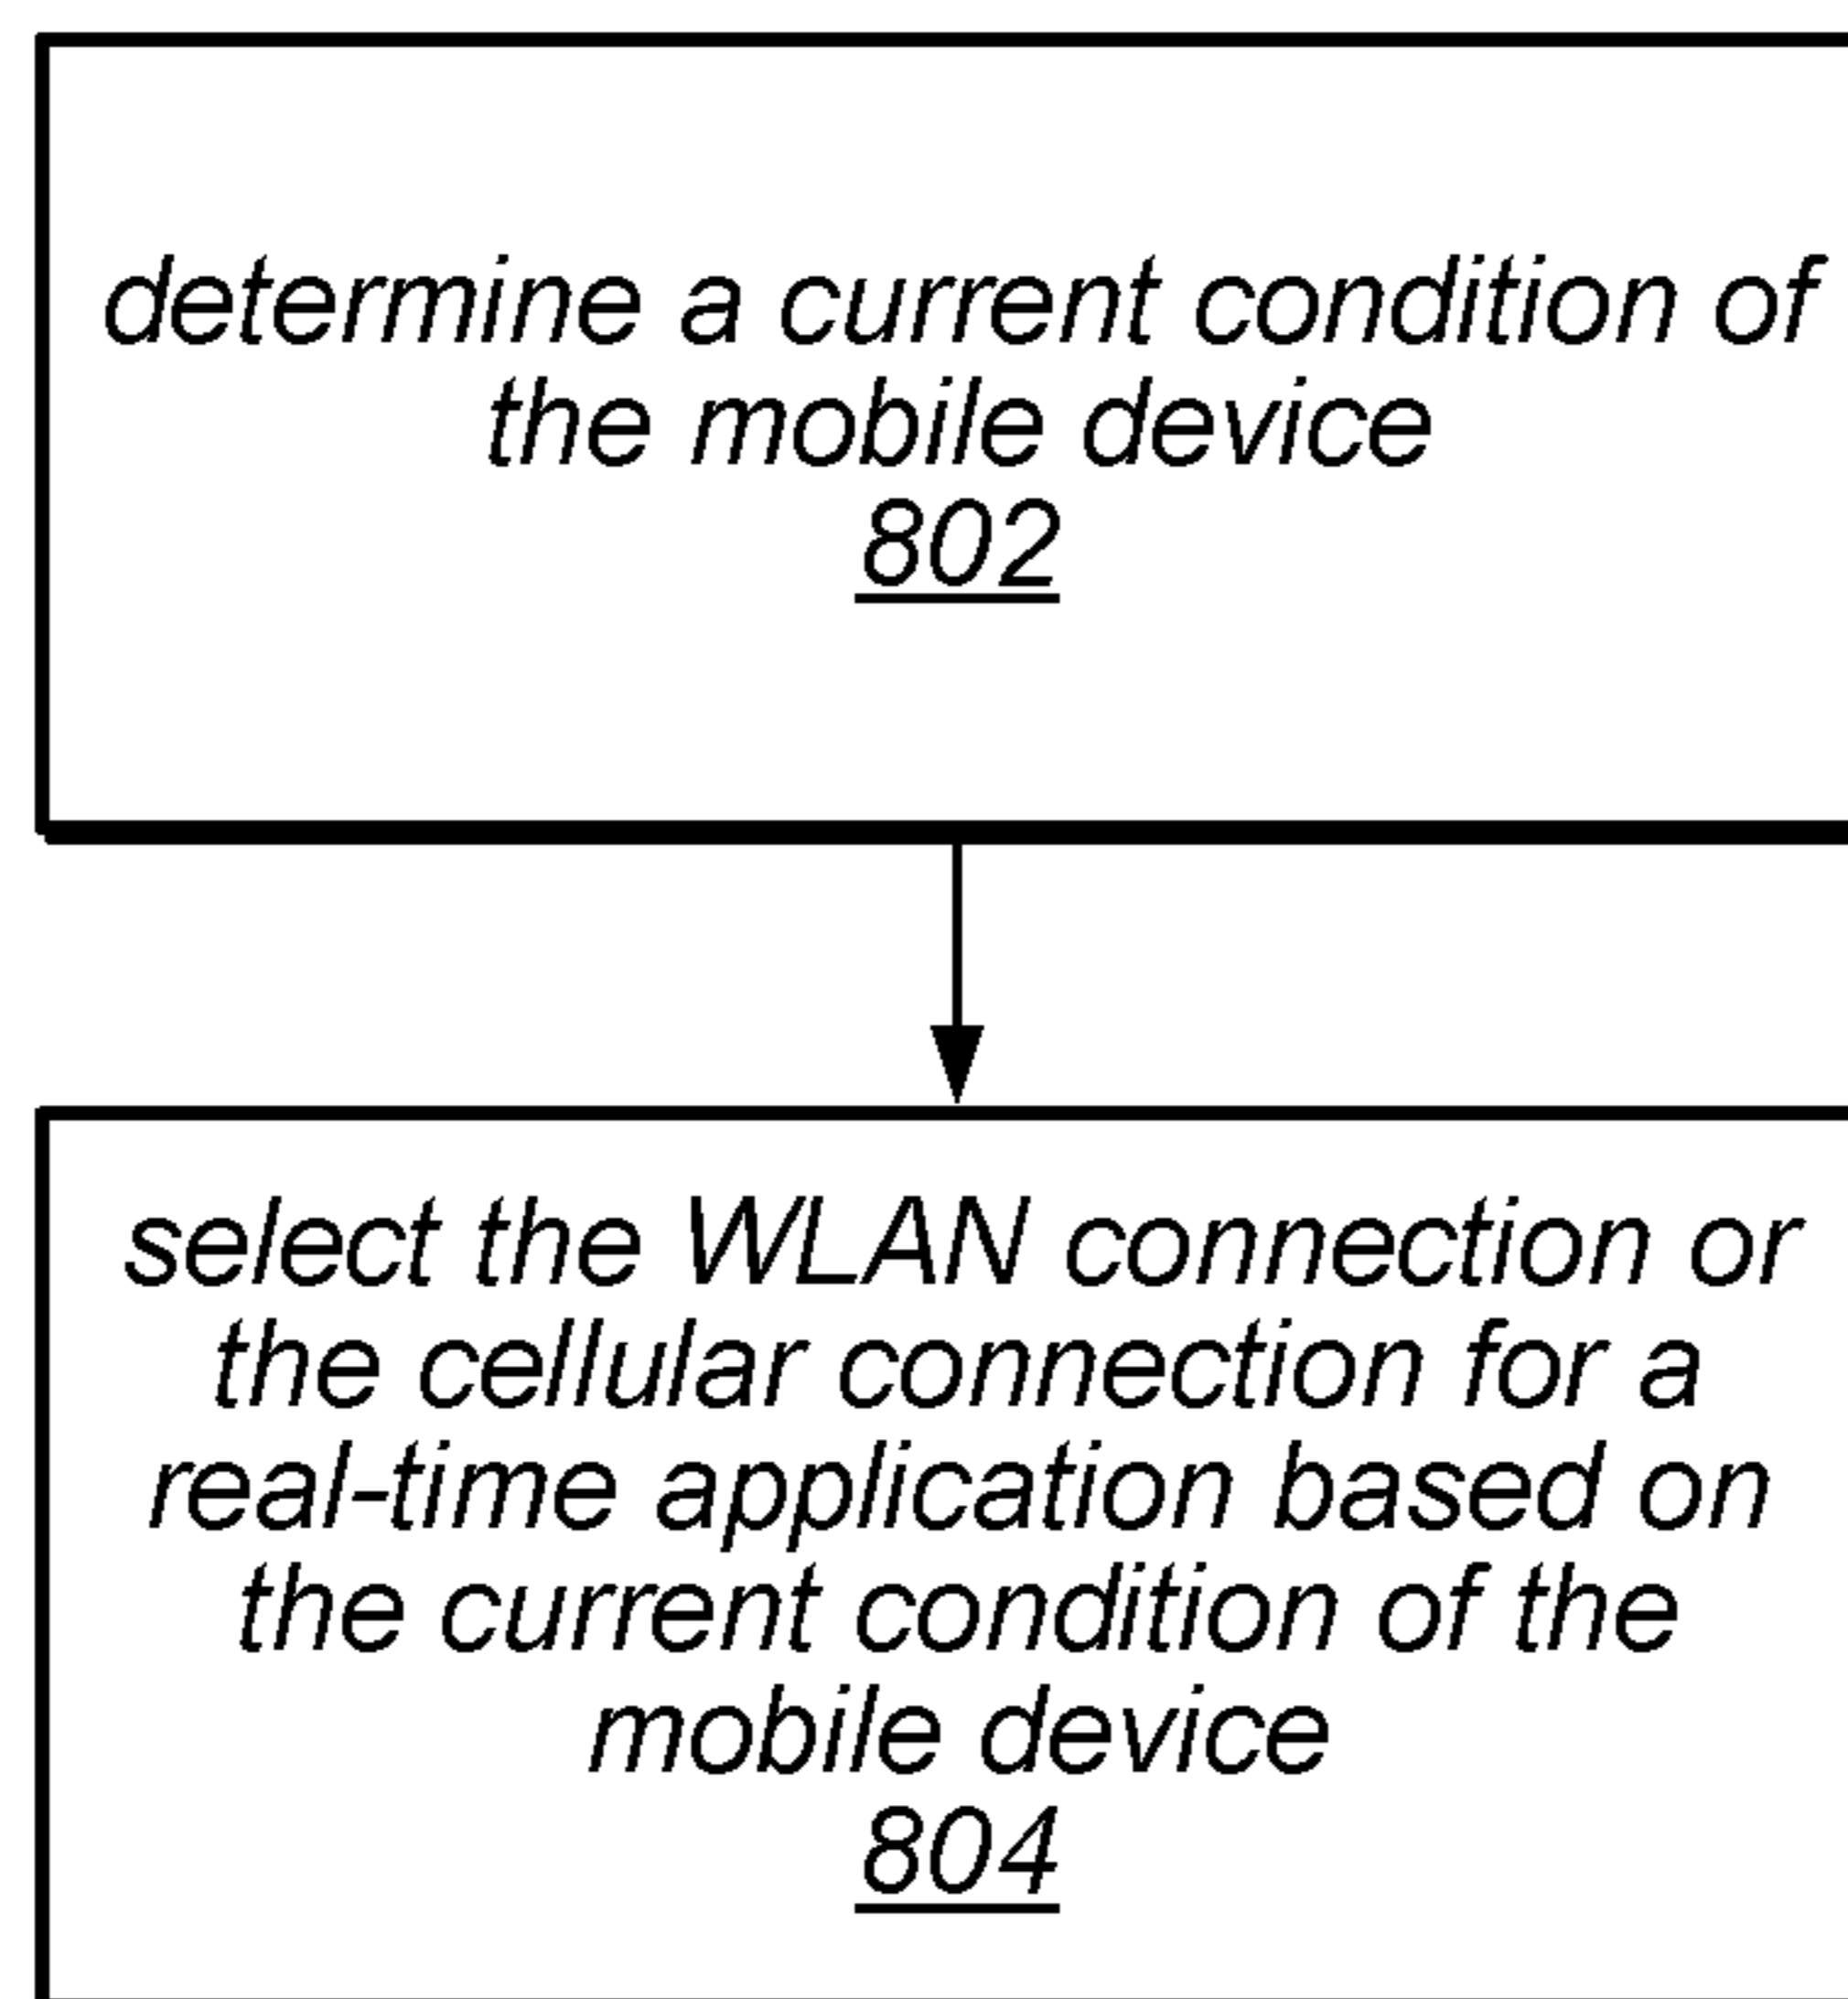 determine a current condition of
the mobile device
802
select the WLAN connection or
the cellular connection for a
real-time application based on
the current condition of the
mobile device
804